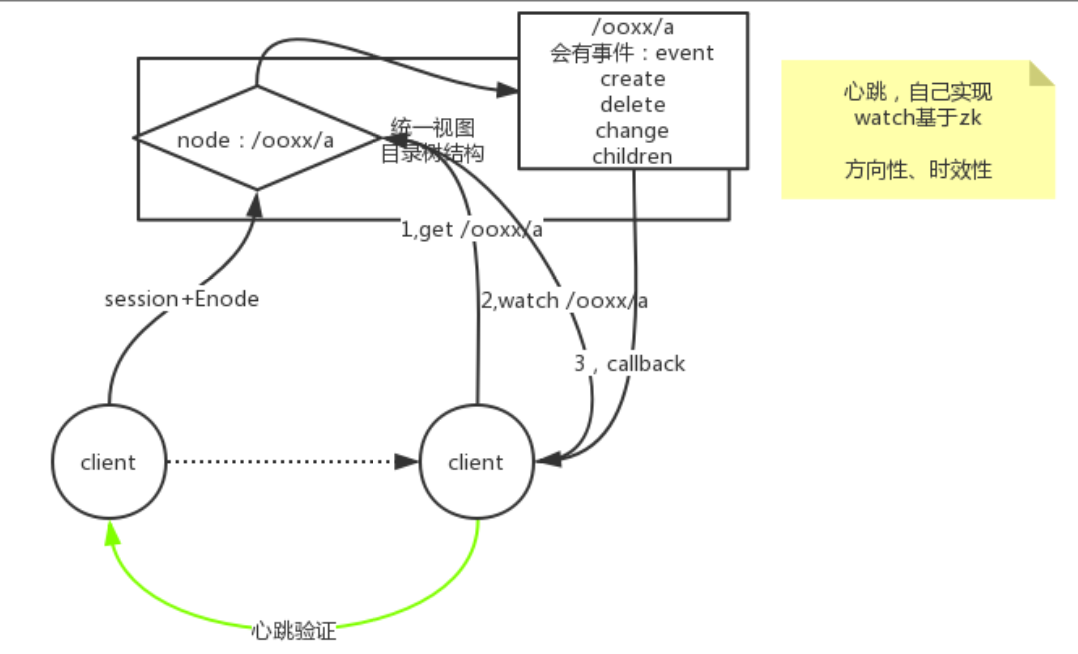 /ooxx/a
会有事件：event
create
delete
change
children
心跳，自己实现
watch基于zk
方向性、时效性
node：/ooxx/a
统一视图
目录树结构
1,get /ooxx/a
session+Enode
2,watch /ooxx/a
3，callback
client
client
心跳验证